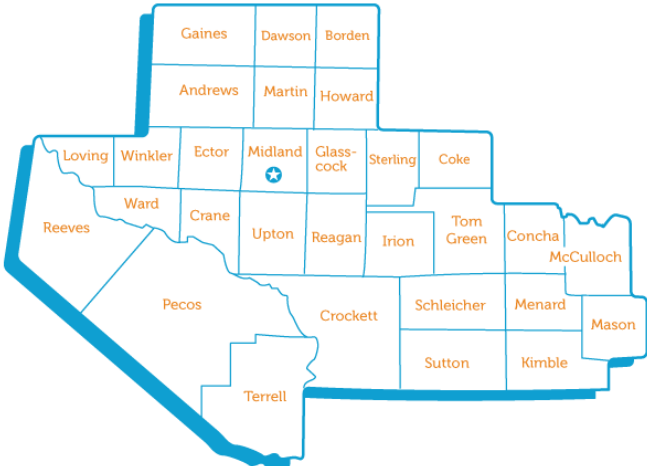 Gaines
Dawson
Borden
Andrews
Martin
Howard
Loving
Winkler
Ector
Midland
Glass-
cock
Sterling
Coke
Ward
Crane
Reeves
Upton
Reagan
Irion
Tom
Green
Concha
McCulloch
Pecos
Crockett
Schleicher
Menard
Mason
Sutton
Kimble
Terrell